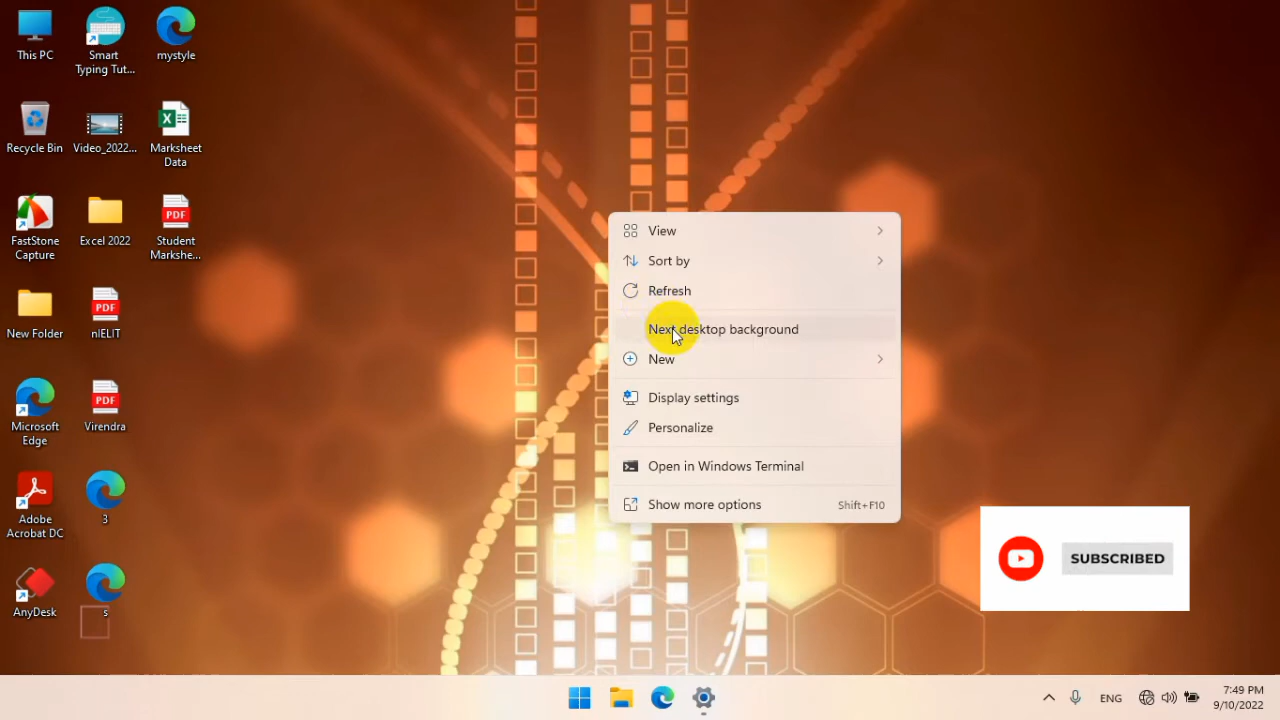 This PC
Smart
Typing Tut...
mystyle
Recycle Bin
Video_2022...
Marksheet
Data
FastStone
Capture
Excel 2022
Student
Markshe...
New Folder
nIELIT
Microsoft
Edge
Virendra
Adobe
Acrobat DC
3
AnyDesk
s
View
Sort by
Refresh
Next desktop background
New
Display settings
Personalize
Open in Windows Terminal
Show more options Shift+F10
SUBSCRIBED
ENG
7:49 PM
9/10/2022